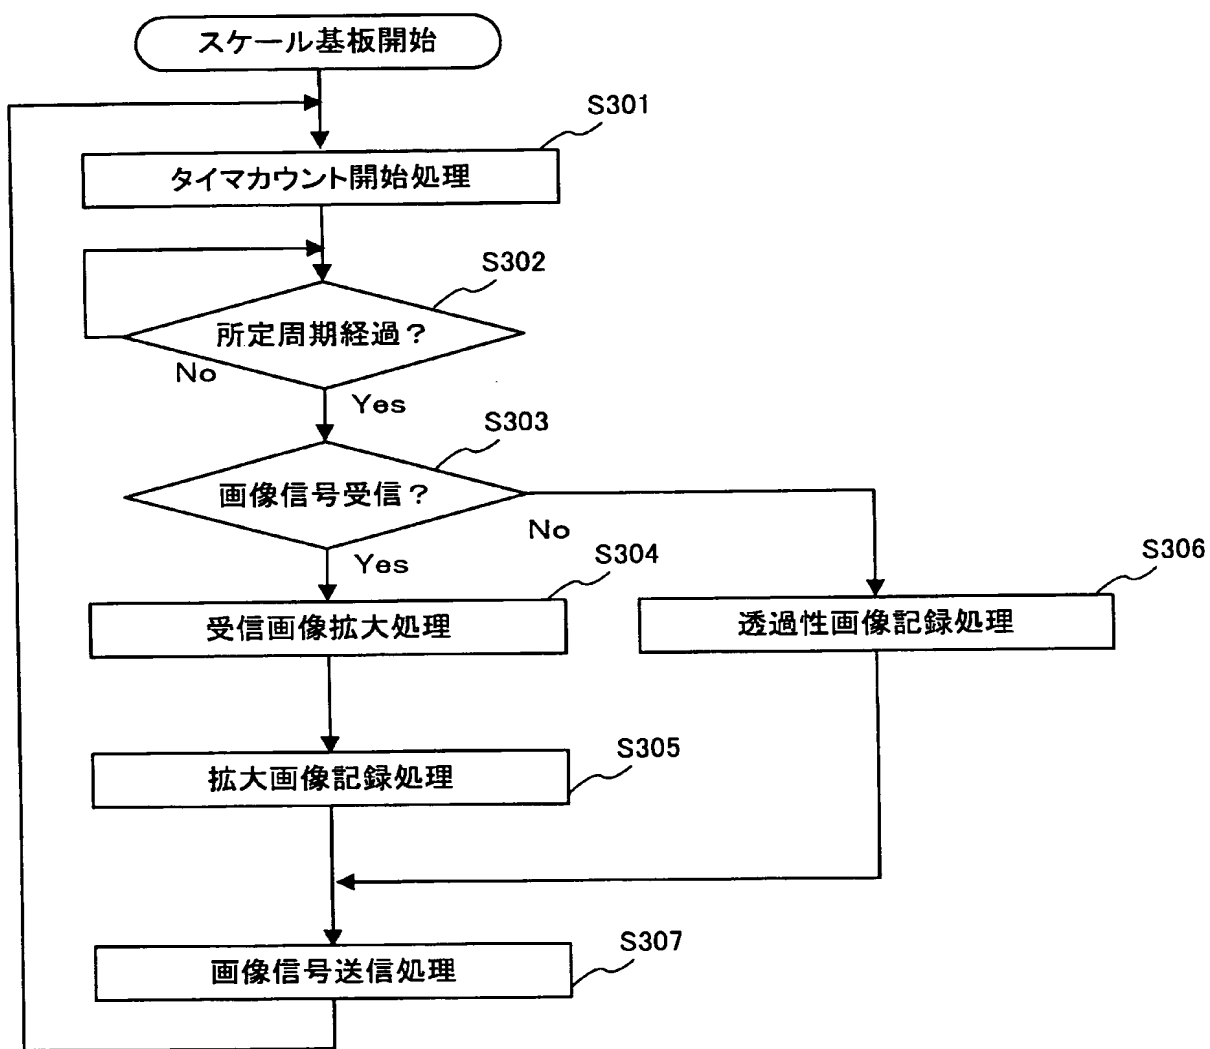 スケール基板開始
S301
タイマカウント開始処理
S302
所定周期経過？
No
Yes
S303
画像信号受信？
No
Yes
S304
受信画像拡大処理
S306
透過性画像記録処理
S305
拡大画像記録処理
S307
画像信号送信処理